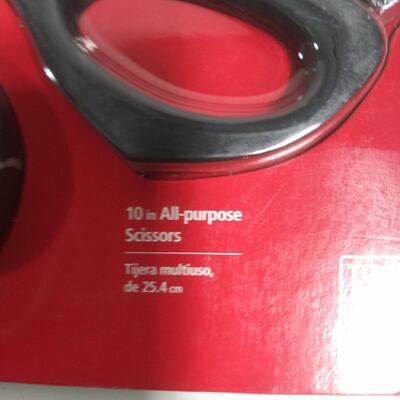 10 in All-purpose
Scissors
Tijera multiuso,
de 25.4 cm